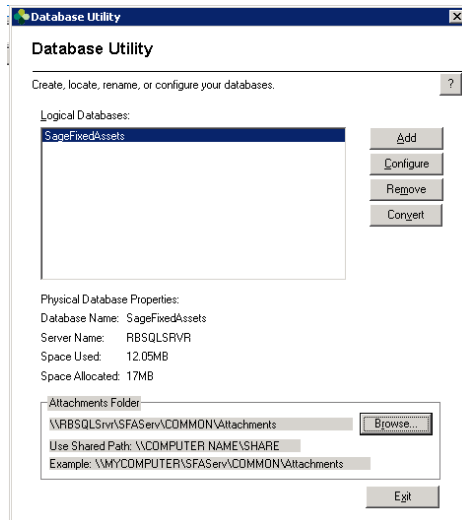 Database Utility
Database Utility
Create, locate, rename, or configure your databases.
?
Logical Databases:
SageFixedAssets
Add
Configure
Remove
Convert
Physical Database Properties:
Database Name: SageFixedAssets
Server Name: RBSQLSRVR
Space Used: 12.05MB
Space Allocated: 17MB
Attachments Folder
\\RBSQLSrvr\SFAServ\COMMON\Attachments
Browse...
Use Shared Path: \\COMPUTER NAME\SHARE
Example: \\MYCOMPUTER\SFAServ\COMMON\Attachments
Exit